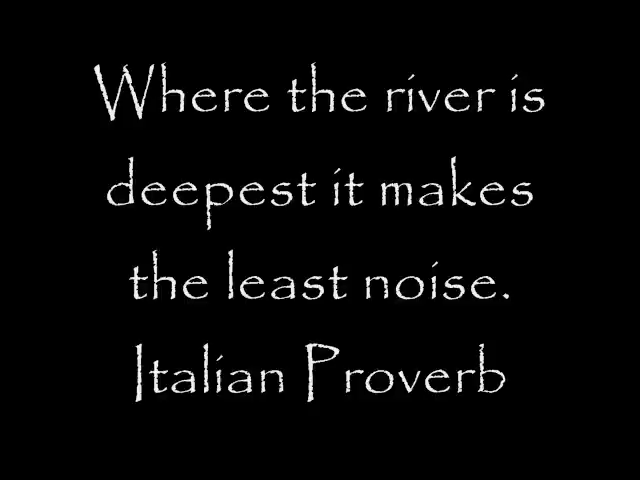 Where the river is
deepest it makes
the least noise.
Italian Proverb